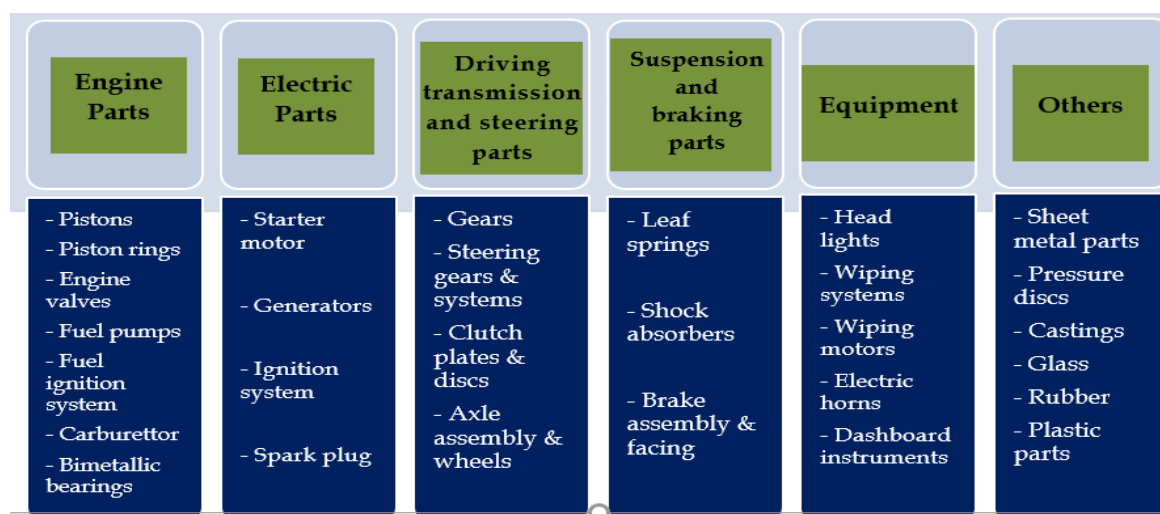 Engine
Parts
- Pistons
- Piston rings
- Engine
valves
- Fuel pumps
- Fuel
ignition
system
- Carburettor
- Bimetallic
bearings
Electric
Parts
- Starter
motor
- Generators
- Ignition
system
- Spark plug
Driving
transmission
and steering
parts
- Gears
- Steering
gears &
systems
- Clutch
plates &
discs
- Axle
assembly &
wheels
Suspension
and
braking
parts
- Leaf
springs
- Shock
absorbers
- Brake
assembly &
facing
Equipment
- Head
lights
- Wiping
systems
- Wiping
motors
- Electric
horns
- Dashboard
instruments
Others
- Sheet
metal parts
- Pressure
discs
- Castings
- Glass
- Rubber
- Plastic
parts